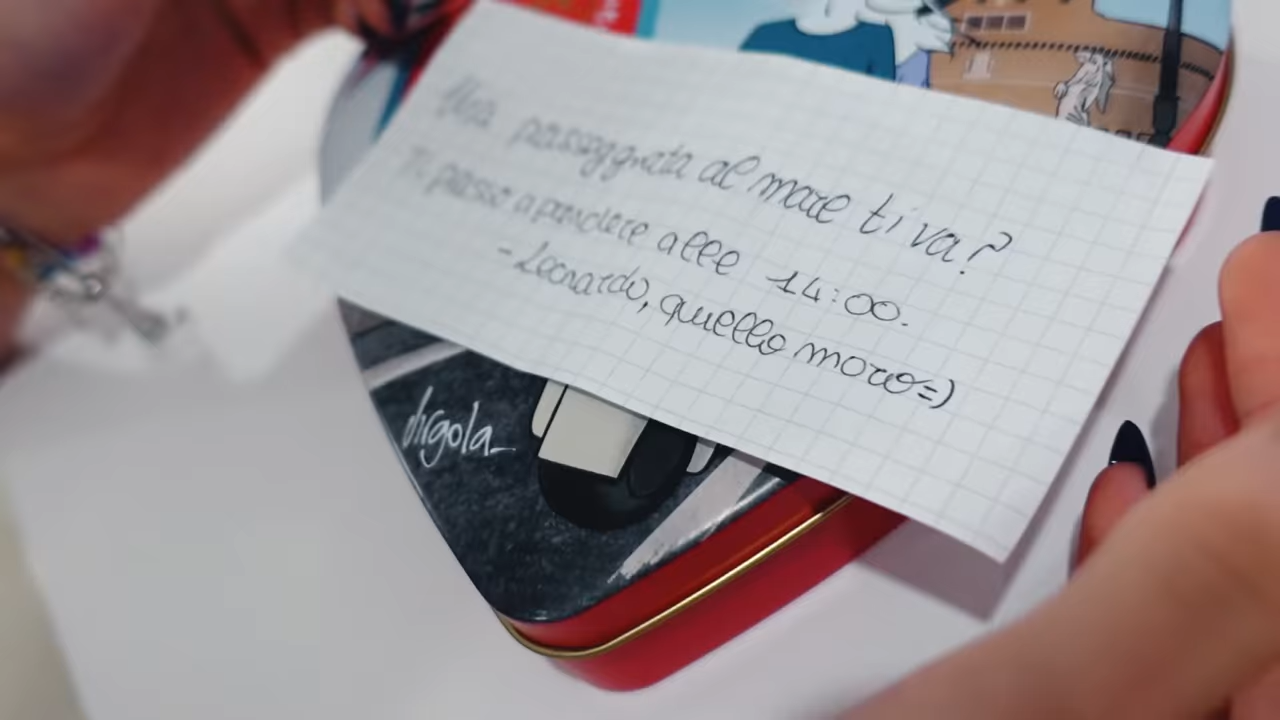 Una passeggiata al mare ti va?
Ti passo a prendere alle 14:00.
- Leonardo, quello moro =)
dirgola